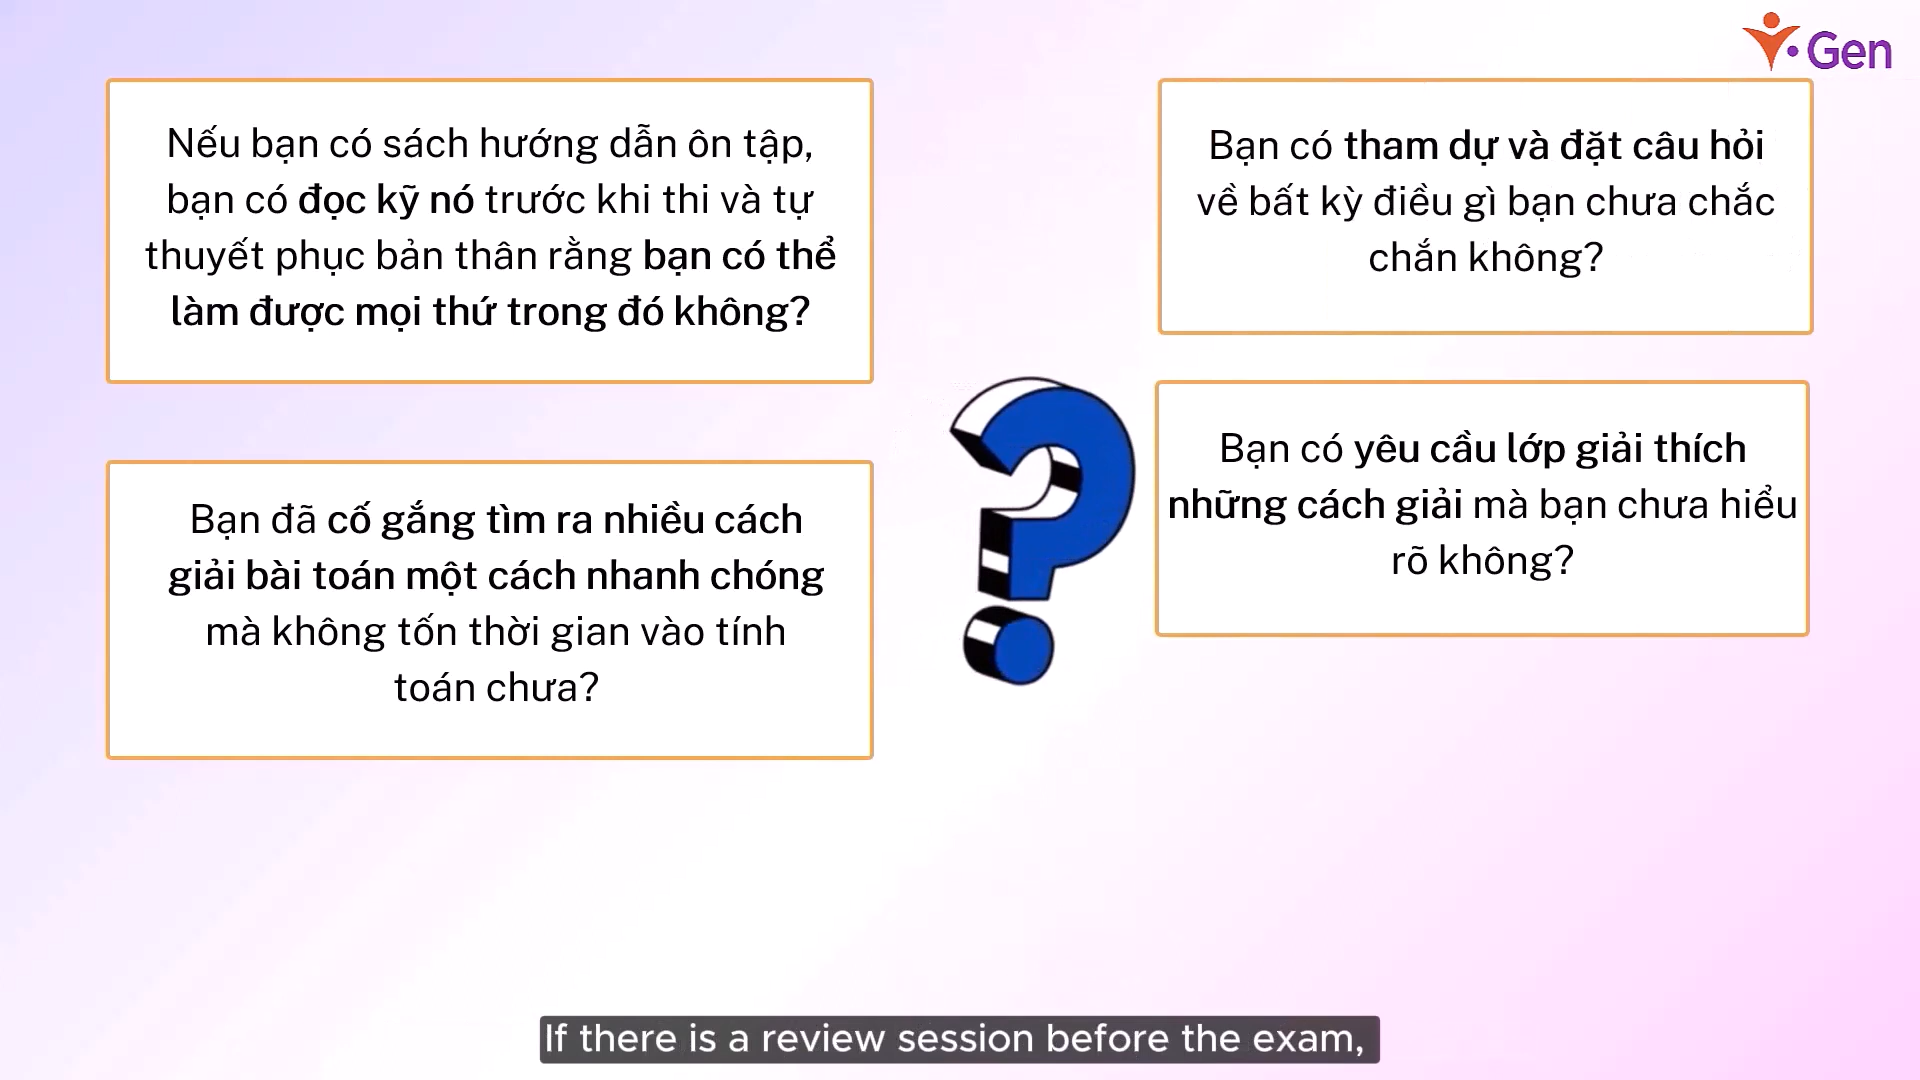 Gen
Nếu bạn có sách hướng dẫn ôn tập,
bạn có đọc kỹ nó trước khi thi và tự
thuyết phục bản thân rằng bạn có thể
làm được mọi thứ trong đó không?
Bạn đã cố gắng tìm ra nhiều cách
giải bài toán một cách nhanh chóng
mà không tốn thời gian vào tính
toán chưa?
Bạn có tham dự và đặt câu hỏi
về bất kỳ điều gì bạn chưa chắc
chắn không?
Bạn có yêu cầu lớp giải thích
những cách giải mà bạn chưa hiểu
rõ không?
If there is a review session before the exam,